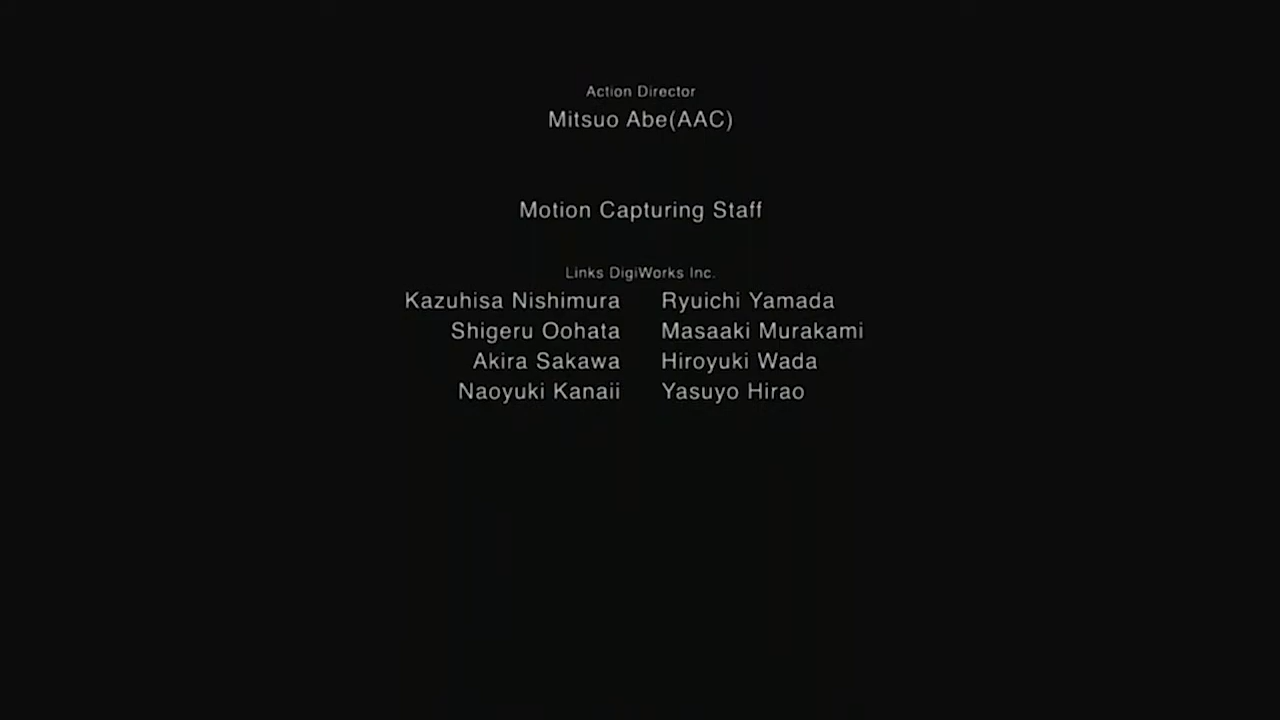 Action Director
Mitsuo Abe(AAC)
Motion Capturing Staff
Links DigiWorks Inc.
Kazuhisa Nishimura Ryuichi Yamada
Shigeru Oohata Masaaki Murakami
Akira Sakawa Hiroyuki Wada
Naoyuki Kanaii Yasuyo Hirao